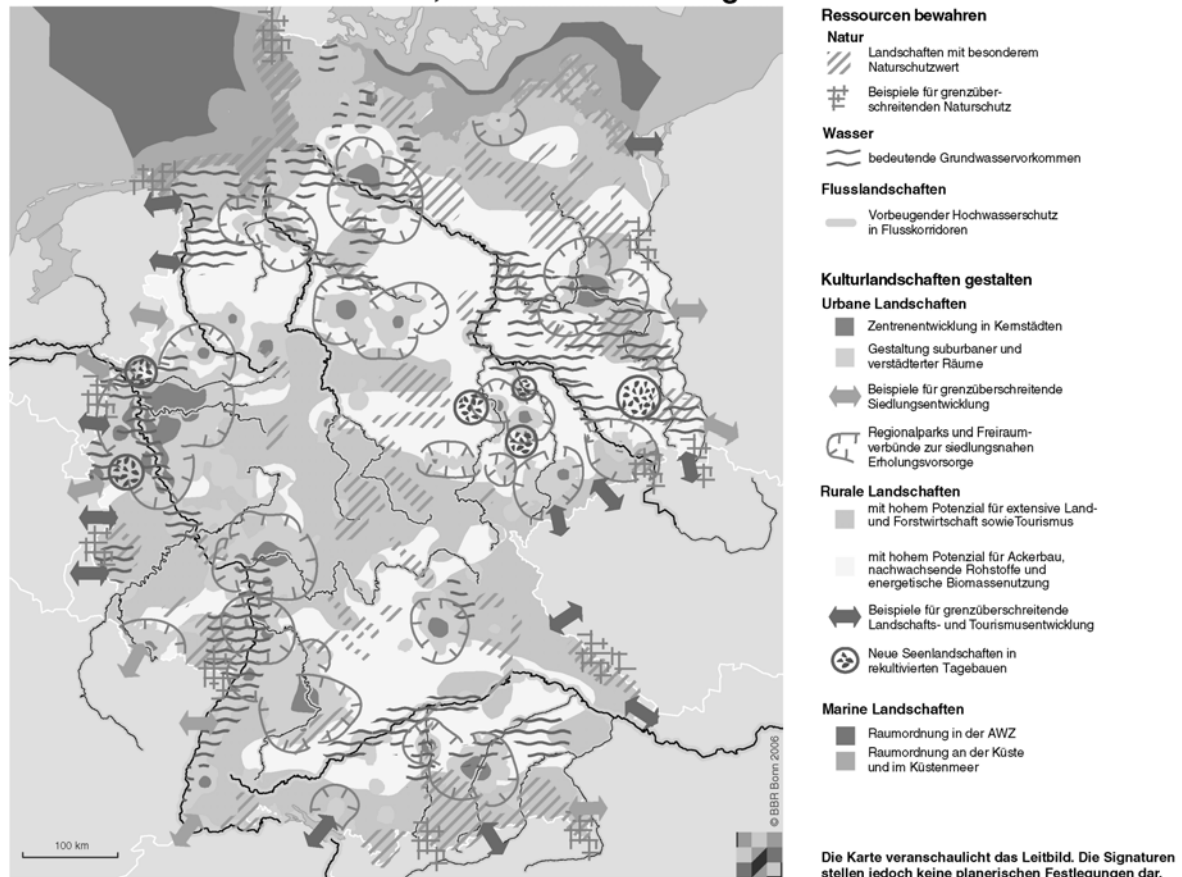 Ressourcen bewahren
Natur
Landschaften mit besonderem
Naturschutzwert
Beispiele für grenzüber-
schreitenden Naturschutz
Wasser
bedeutende Grundwasservorkommen
Flusslandschaften
Vorbeugender Hochwasserschutz
in Flusskorridoren
Kulturlandschaften gestalten
Urbane Landschaften
Zentrenentwicklung in Kernstädten
Gestaltung suburbaner und
verstädterter Räume
Beispiele für grenzüberschreitende
Siedlungsentwicklung
Regionalparks und Freiraum-
verbünde zur siedlungsnahen
Erholungsvorsorge
Rurale Landschaften
mit hohem Potenzial für extensive Land-
und Forstwirtschaft sowie Tourismus
mit hohem Potenzial für Ackerbau,
nachwachsende Rohstoffe und
energetische Biomassenutzung
Beispiele für grenzüberschreitende
Landschafts- und Tourismusentwicklung
Neue Seenlandschaften in
rekultivierten Tagebauen
Marine Landschaften
Raumordnung in der AWZ
Raumordnung an der Küste
und im Küstenmeer
© BBR Bonn 2006
100 km
Die Karte veranschaulicht das Leitbild. Die Signaturen
stellen jedoch keine planerischen Festlegungen dar.